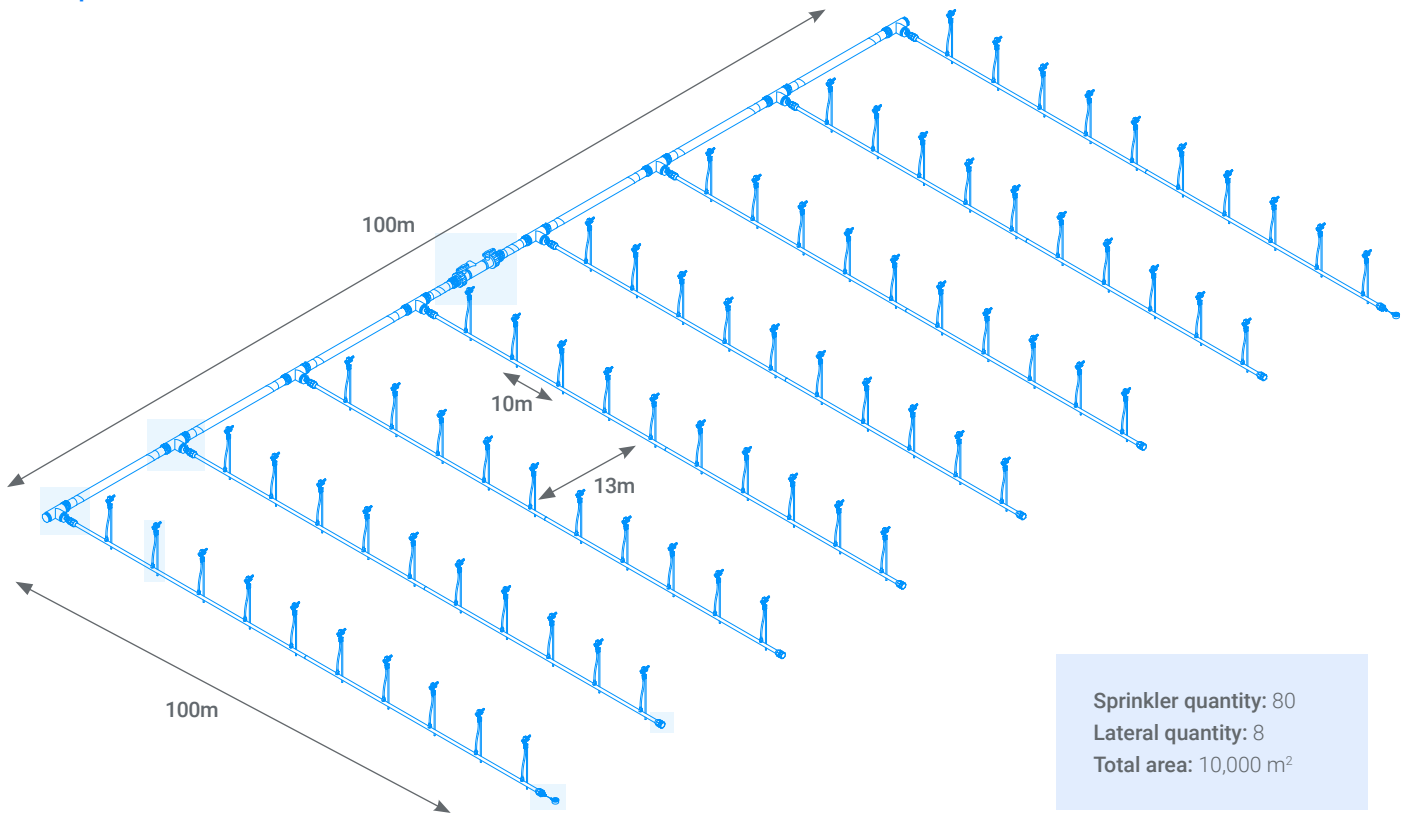 100m
10m
13m
100m
Sprinkler quantity: 80
Lateral quantity: 8
Total area: 10,000 m²